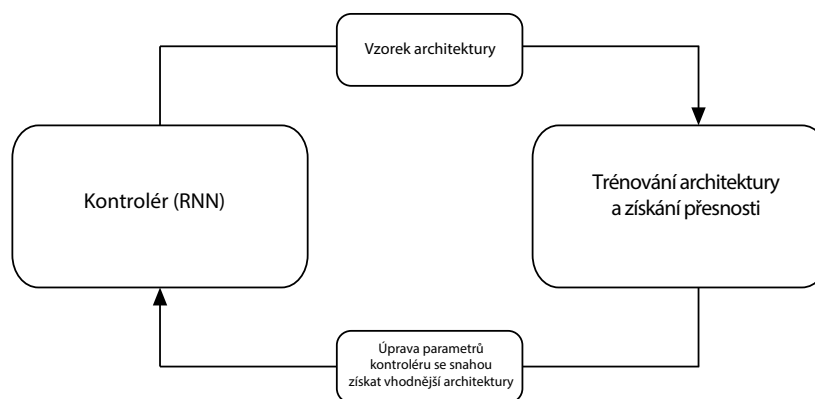 Vzorek architektury
Kontrolér (RNN)
Trénování architektury
a získání přesnosti
Úprava parametrů
kontroléru se snahou
získat vhodnější architektury